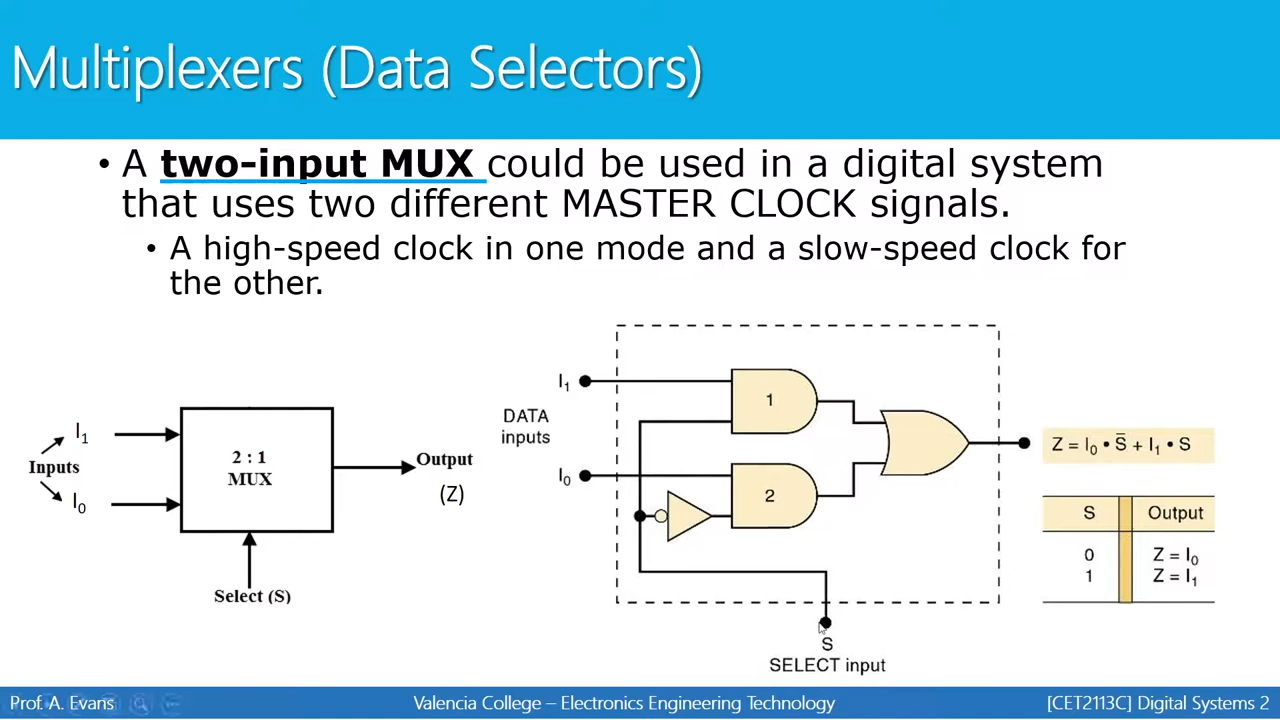 Multiplexers (Data Selectors)
• A two-input MUX could be used in a digital system
that uses two different MASTER CLOCK signals.
• A high-speed clock in one mode and a slow-speed clock for
the other.
I₁
Inputs
I₀
2 : 1
MUX
Output
(Z)
Select (S)
I₁
DATA
inputs
I₀
1
2
S
SELECT input
Z = I₀ • S̅ + I₁ • S
S Output
0 Z = I₀
1 Z = I₁
Prof. A. Evans
Valencia College – Electronics Engineering Technology
[CET2113C] Digital Systems 2